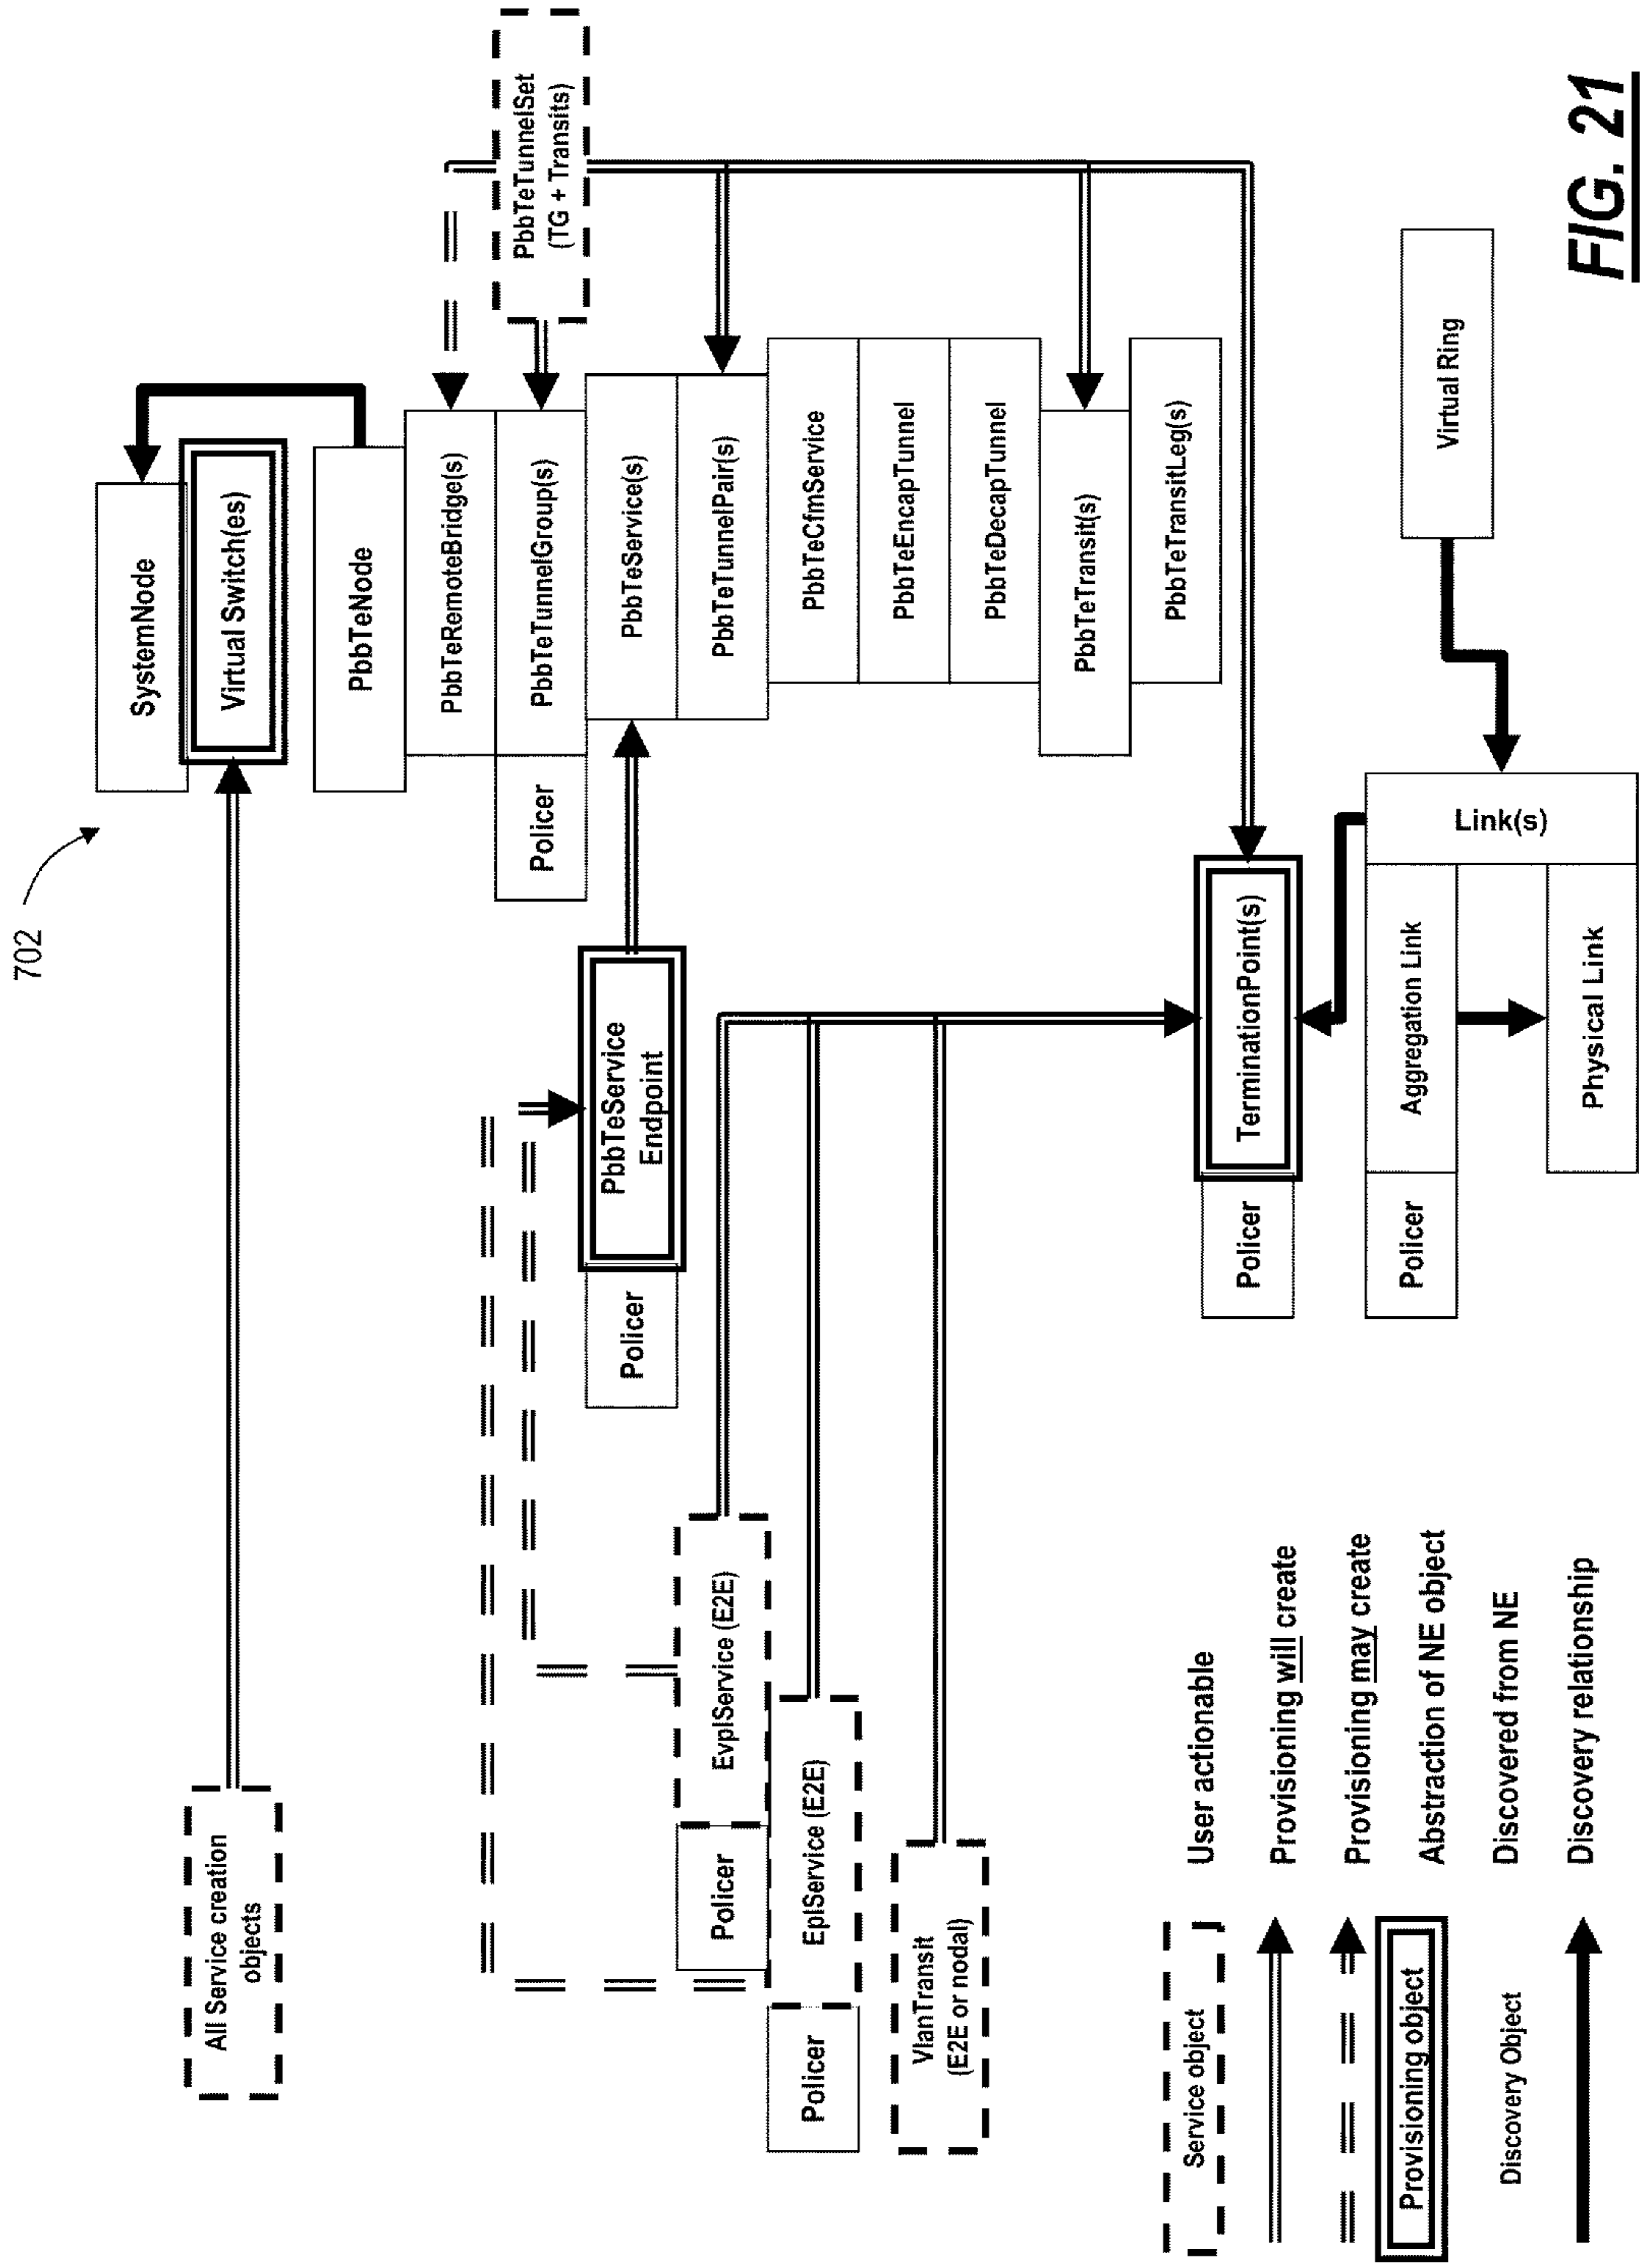 702
SystemNode
Virtual Switch(es)
All Service creation
objects
PbbTeNode
PbbTeRemoteBridge(s)
PbbTeTunnelSet
(TG + Transits)
Policer
PbbTeTunnelGroup(s)
Policer
PbbTeService
Endpoint
PbbTeService(s)
PbbTeTunnelPair(s)
Policer
EvplService (E2E)
PbbTeCfmService
Policer
EplService (E2E)
PbbTeEncapTunnel
VlanTransit
(E2E or nodal)
PbbTeDecapTunnel
PbbTeTransit(s)
PbbTeTransitLeg(s)
Policer
TerminationPoint(s)
Policer
Aggregation Link
Link(s)
Physical Link
Virtual Ring
Service object
User actionable
Provisioning will create
Provisioning may create
Provisioning object
Abstraction of NE object
Discovery Object
Discovered from NE
Discovery relationship
FIG. 21